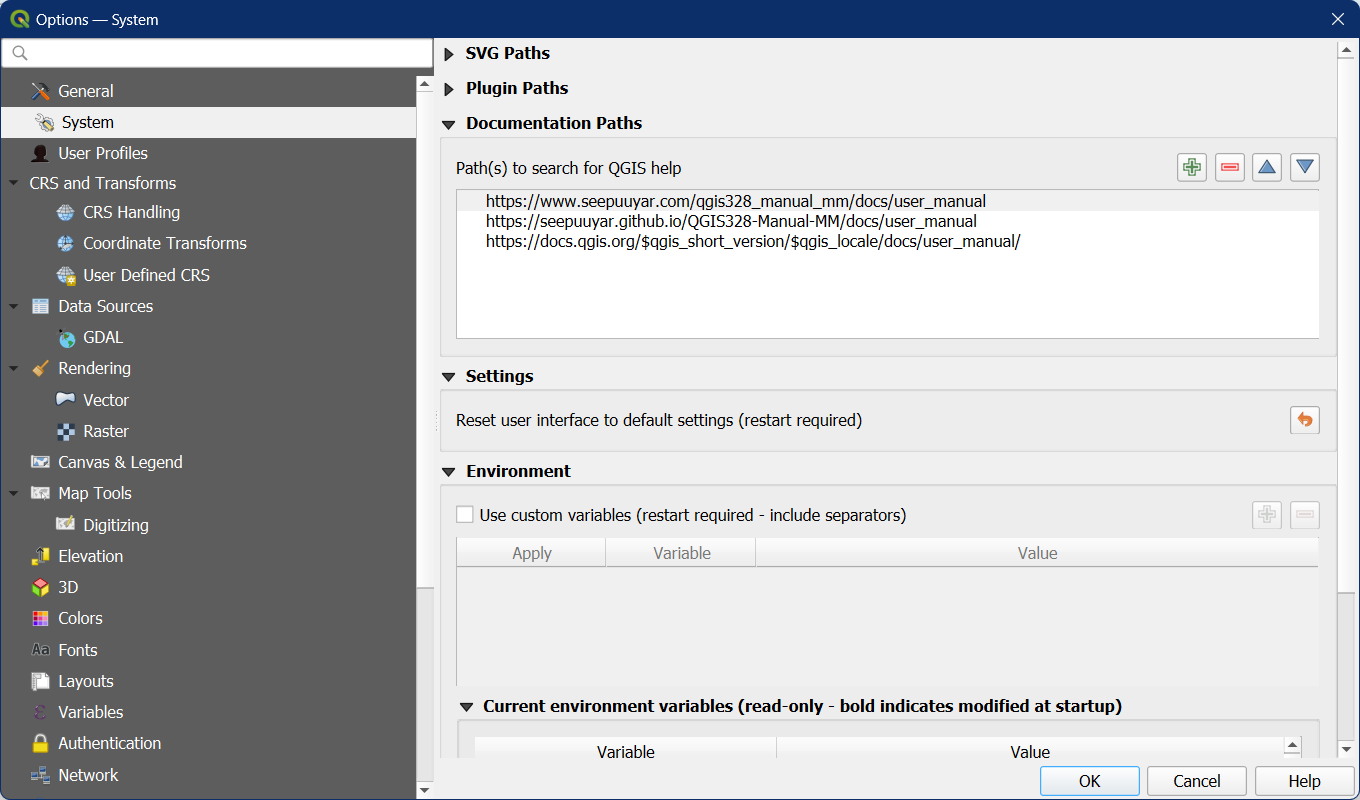 Options — System
General
System
User Profiles
CRS and Transforms
CRS Handling
Coordinate Transforms
User Defined CRS
Data Sources
GDAL
Rendering
Vector
Raster
Canvas & Legend
Map Tools
Digitizing
Elevation
3D
Colors
Aa Fonts
Layouts
ε Variables
Authentication
Network
SVG Paths
Plugin Paths
Documentation Paths
Path(s) to search for QGIS help
https://www.seepuuyar.com/qgis328_manual_mm/docs/user_manual
https://seepuuyar.github.io/QGIS328-Manual-MM/docs/user_manual
https://docs.qgis.org/$qgis_short_version/$qgis_locale/docs/user_manual/
Settings
Reset user interface to default settings (restart required)
Environment
Use custom variables (restart required - include separators)
Apply Variable Value
Current environment variables (read-only - bold indicates modified at startup)
Variable Value
OK Cancel Help